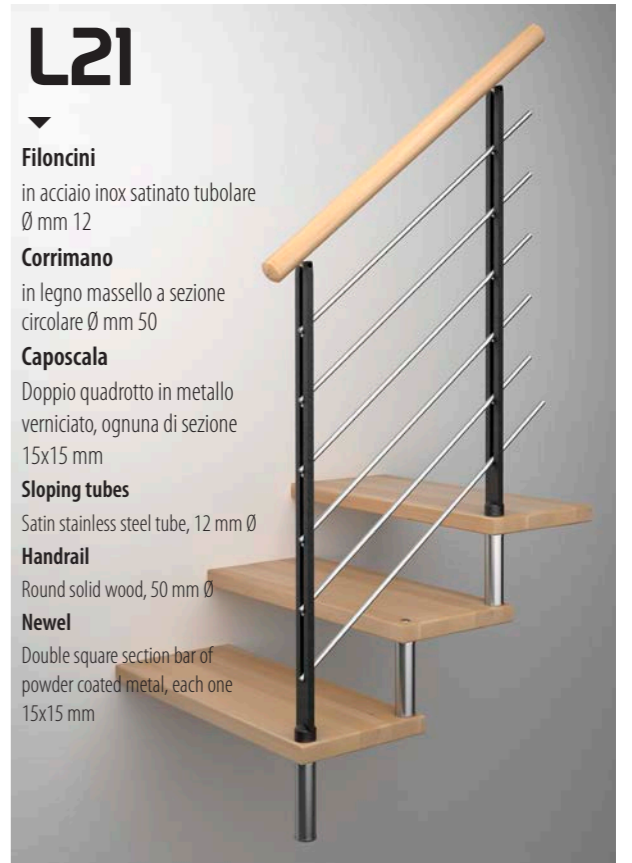 L21
Filoncini
in acciaio inox satinato tubolare
Ø mm 12
Corrimano
in legno massello a sezione
circolare Ø mm 50
Caposcala
Doppio quadrotto in metallo
verniciato, ognuna di sezione
15x15 mm
Sloping tubes
Satin stainless steel tube, 12 mm Ø
Handrail
Round solid wood, 50 mm Ø
Newel
Double square section bar of
powder coated metal, each one
15x15 mm